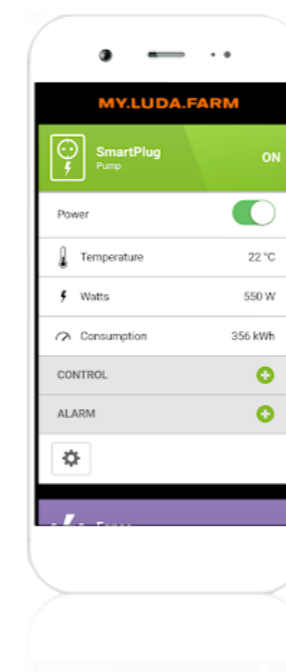 MY.LUDA.FARM
SmartPlug
Pump
ON
Power
Temperature 22 °C
Watts 550 W
Consumption 356 kWh
CONTROL
ALARM